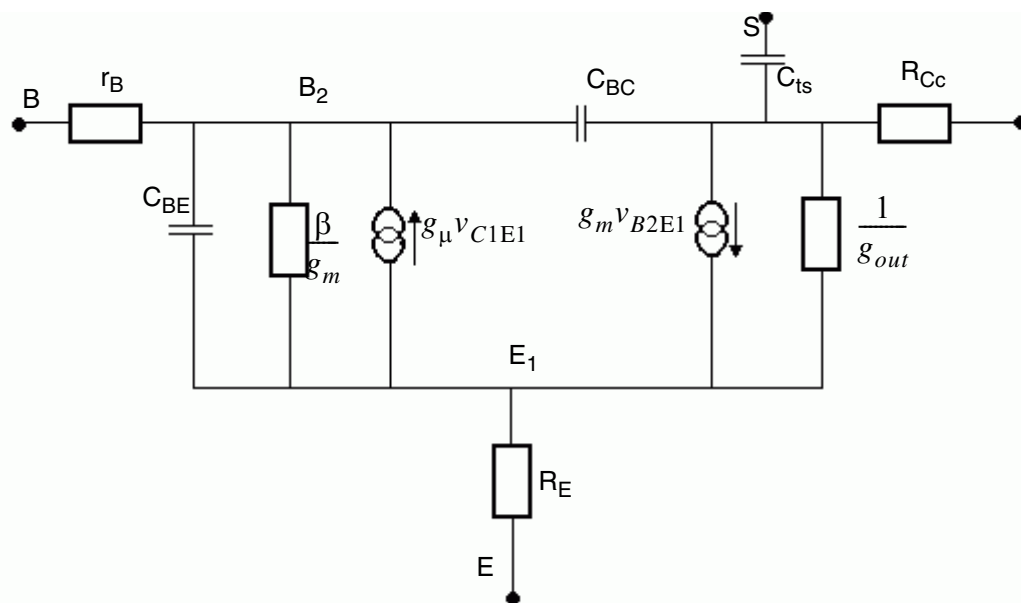 S
r_B
C_BC
C_ts
R_Cc
B
B_2
C_BE
β/g_m
g_μ v_C1E1
g_m v_B2E1
1/g_out
E_1
R_E
E